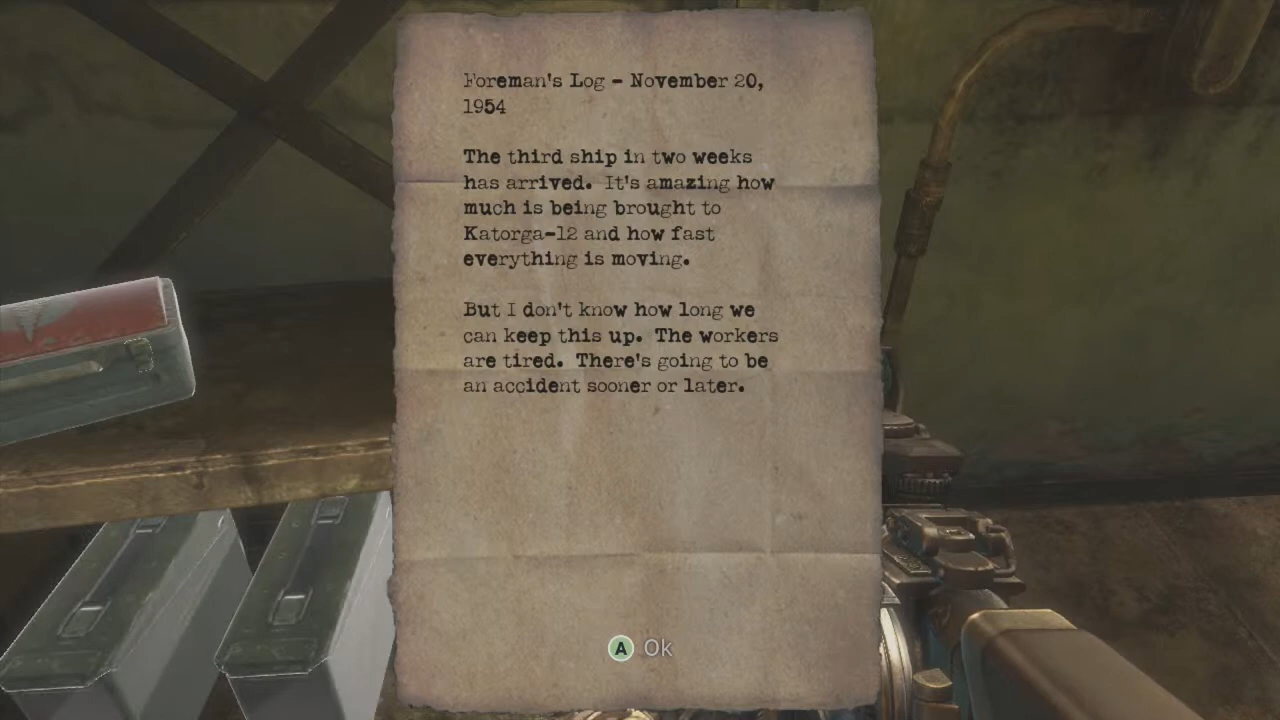 Foreman's Log - November 20,
1954
The third ship in two weeks
has arrived. It's amazing how
much is being brought to
Katorga-12 and how fast
everything is moving.
But I don't know how long we
can keep this up. The workers
are tired. There's going to be
an accident sooner or later.
A Ok